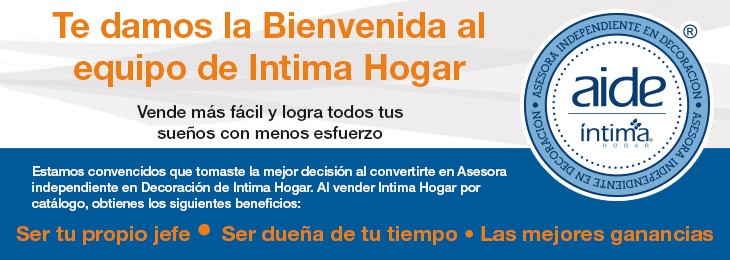 Te damos la Bienvenida al
equipo de Intima Hogar
Vende más fácil y logra todos tus
sueños con menos esfuerzo
ASESORA INDEPENDIENTE EN DECORACIÓN • ASESORA INDEPENDIENTE EN DECORACIÓN •
®
aide
íntima®
HOGAR
Estamos convencidos que tomaste la mejor decisión al convertirte en Asesora
independiente en Decoración de Intima Hogar. Al vender Intima Hogar por
catálogo, obtienes los siguientes beneficios:
Ser tu propio jefe • Ser dueña de tu tiempo • Las mejores ganancias